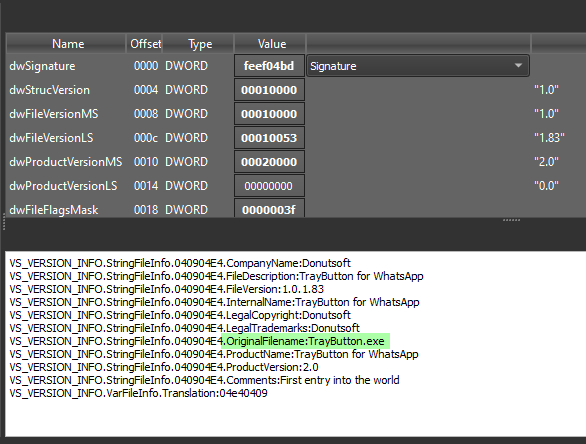 Name Offset Type Value
dwSignature 0000 DWORD feef04bd Signature
dwStrucVersion 0004 DWORD 00010000 "1.0"
dwFileVersionMS 0008 DWORD 00010000 "1.0"
dwFileVersionLS 000c DWORD 00010053 "1.83"
dwProductVersionMS 0010 DWORD 00020000 "2.0"
dwProductVersionLS 0014 DWORD 00000000 "0.0"
dwFileFlagsMask 0018 DWORD 0000003f
VS_VERSION_INFO.StringFileInfo.040904E4.CompanyName:Donutsoft
VS_VERSION_INFO.StringFileInfo.040904E4.FileDescription:TrayButton for WhatsApp
VS_VERSION_INFO.StringFileInfo.040904E4.FileVersion:1.0.1.83
VS_VERSION_INFO.StringFileInfo.040904E4.InternalName:TrayButton for WhatsApp
VS_VERSION_INFO.StringFileInfo.040904E4.LegalCopyright:Donutsoft
VS_VERSION_INFO.StringFileInfo.040904E4.LegalTrademarks:Donutsoft
VS_VERSION_INFO.StringFileInfo.040904E4.OriginalFilename:TrayButton.exe
VS_VERSION_INFO.StringFileInfo.040904E4.ProductName:TrayButton for WhatsApp
VS_VERSION_INFO.StringFileInfo.040904E4.ProductVersion:2.0
VS_VERSION_INFO.StringFileInfo.040904E4.Comments:First entry into the world
VS_VERSION_INFO.VarFileInfo.Translation:04e40409